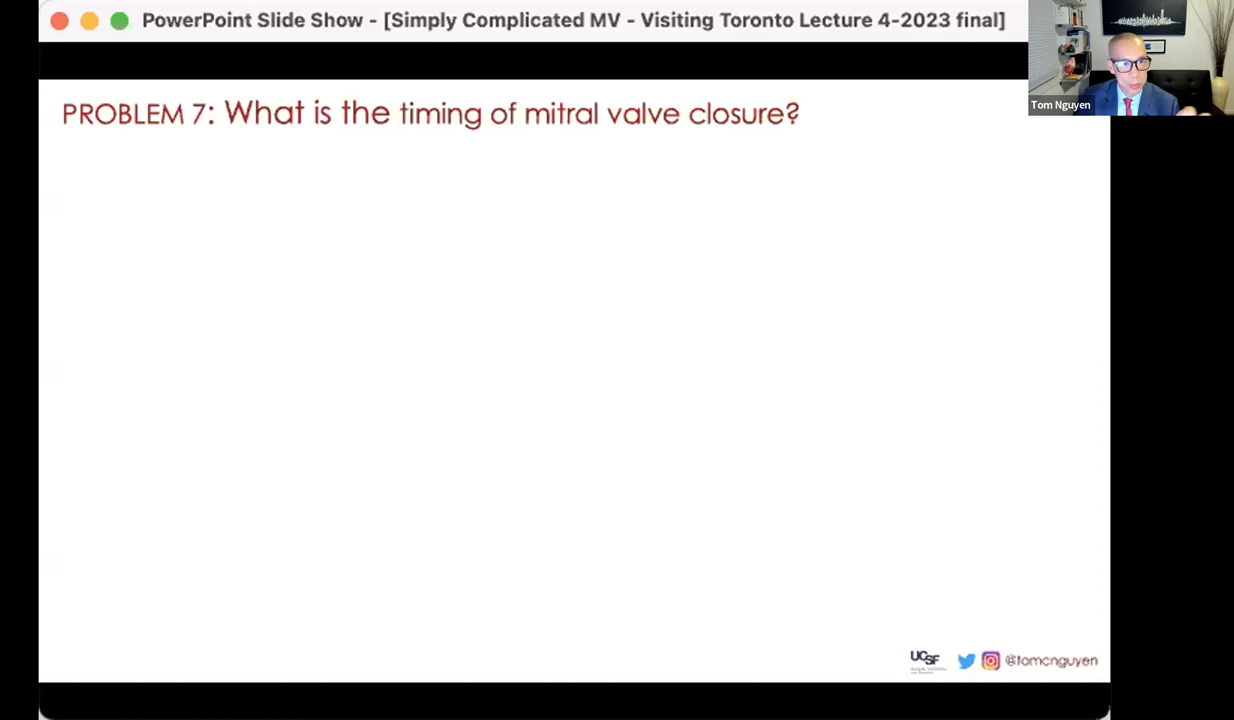 PowerPoint Slide Show - [Simply Complicated MV - Visiting Toronto Lecture 4-2023 final]
Tom Nguyen
PROBLEM 7: What is the timing of mitral valve closure?
UCSF
@tomcnguyen